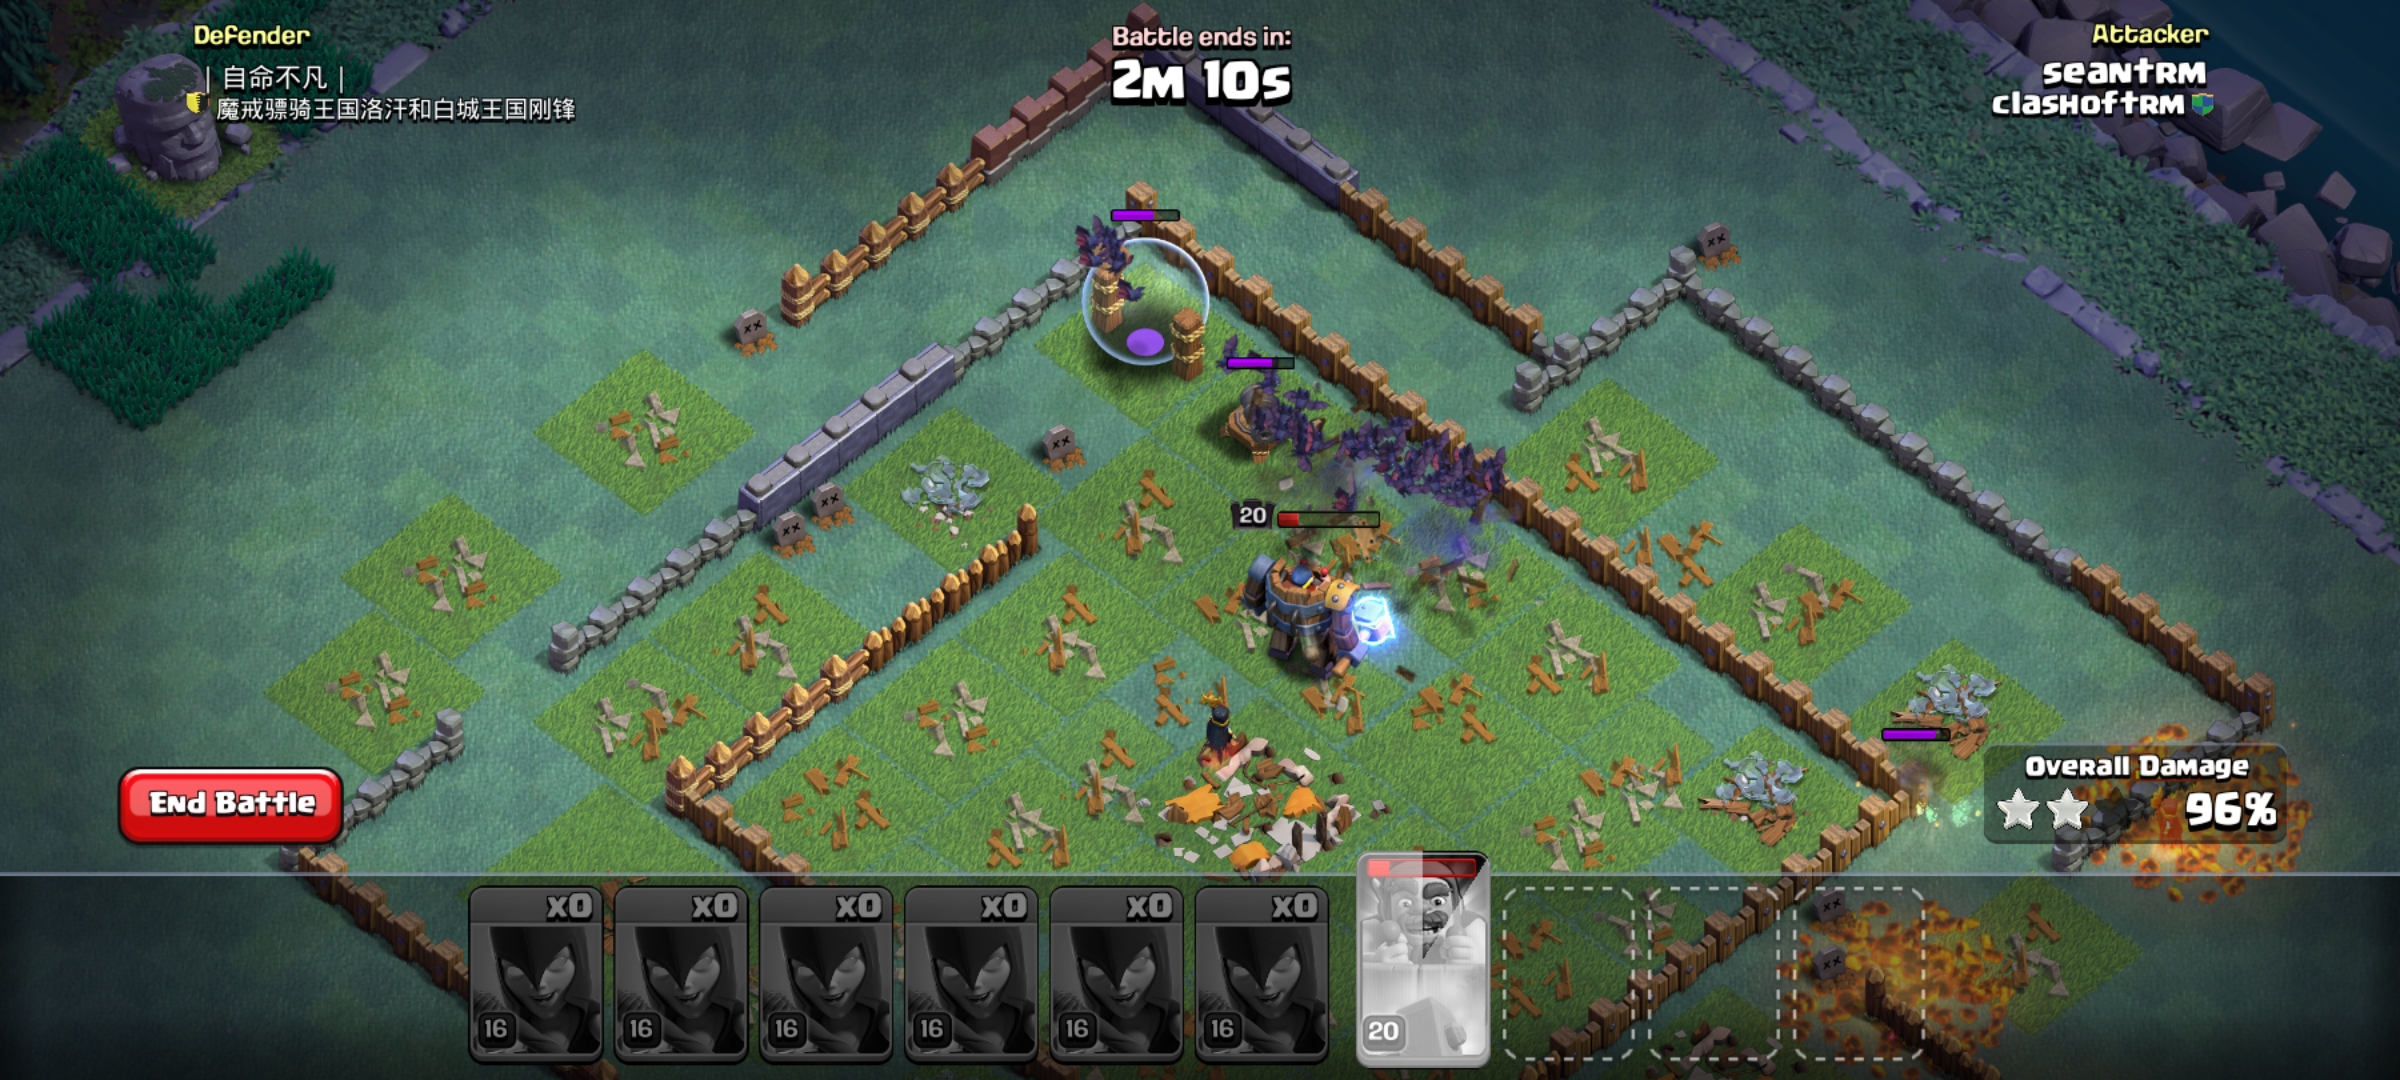 Defender
| 自命不凡 |
魔戒骠骑王国洛汗和白城王国刚锋
Battle ends in:
2M 10s
Attacker
seantRM
clashoftRM
20
End Battle
Overall Damage
96%
x0
x0
x0
x0
x0
x0
16
16
16
16
16
16
20